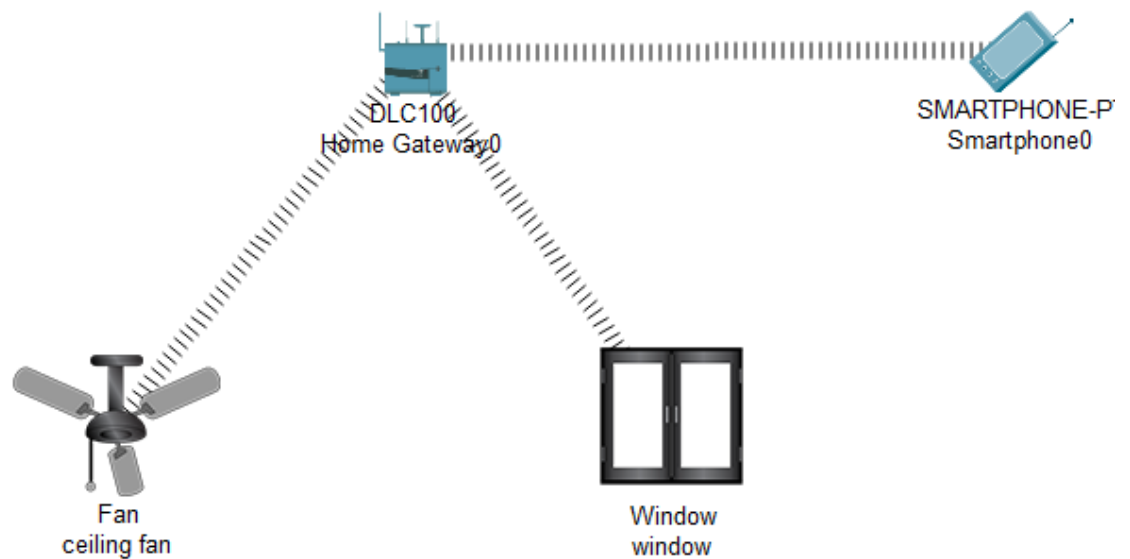 DLC100
Home Gateway0
SMARTPHONE-PT
Smartphone0
Fan
ceiling fan
Window
window